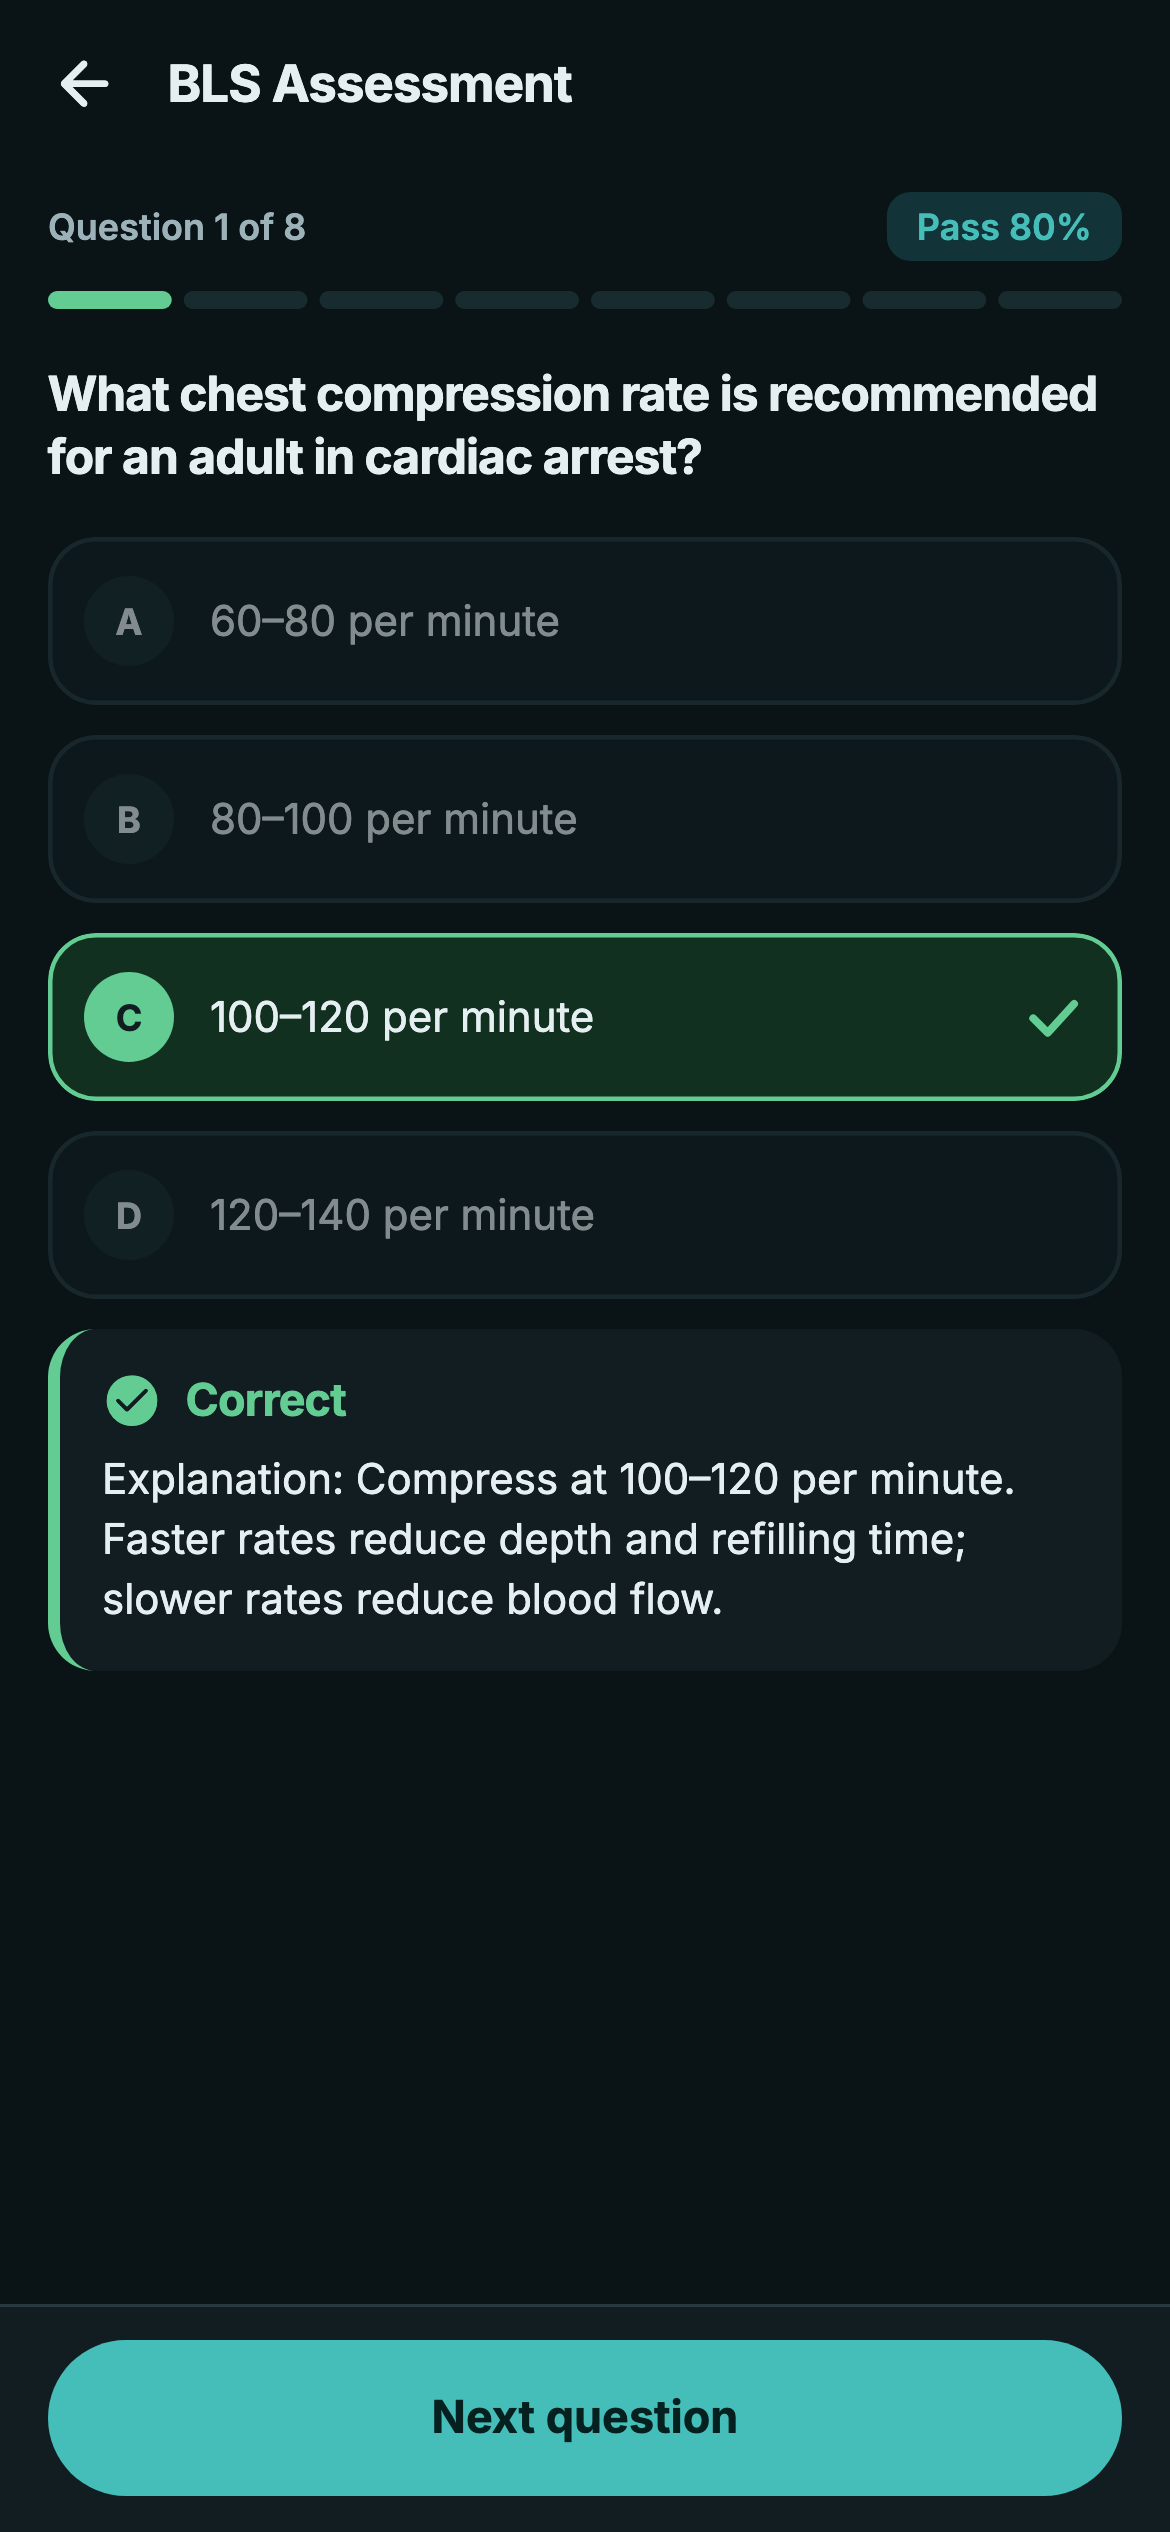 BLS Assessment
Question 1 of 8
Pass 80%
What chest compression rate is recommended
for an adult in cardiac arrest?
A 60–80 per minute
B 80–100 per minute
C 100–120 per minute
D 120–140 per minute
Correct
Explanation: Compress at 100–120 per minute.
Faster rates reduce depth and refilling time;
slower rates reduce blood flow.
Next question